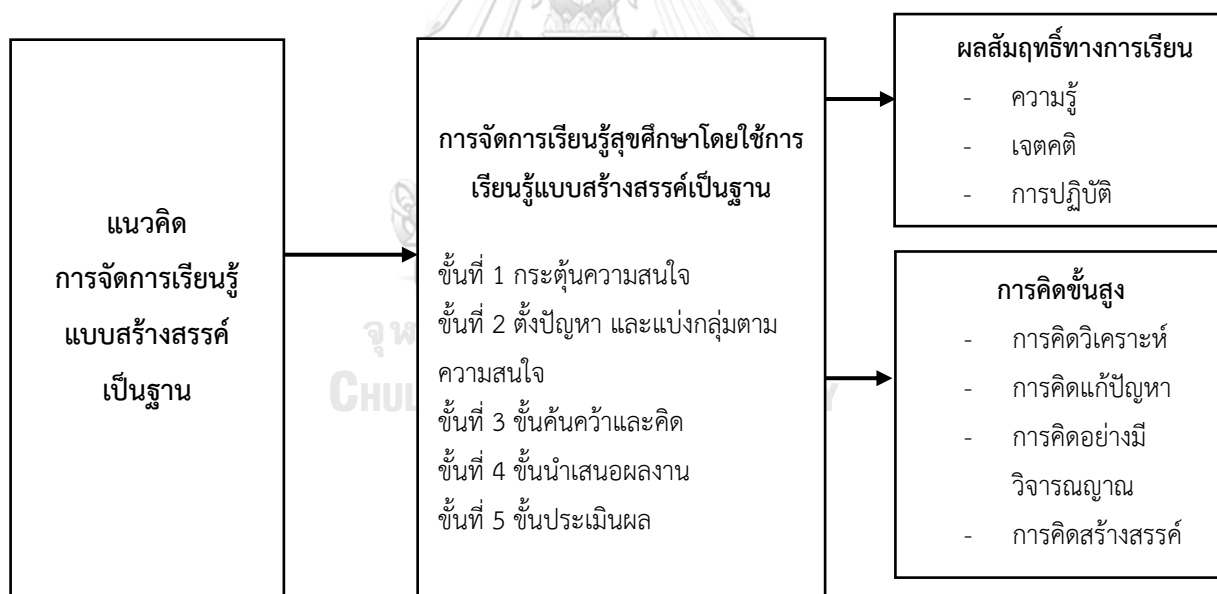 แนวคิด
การจัดการเรียนรู้
แบบสร้างสรรค์
เป็นฐาน
การจัดการเรียนรู้สุขศึกษาโดยใช้การ
เรียนรู้แบบสร้างสรรค์เป็นฐาน
ขั้นที่ 1 กระตุ้นความสนใจ
ขั้นที่ 2 ตั้งปัญหา และแบ่งกลุ่มตาม
ความสนใจ
ขั้นที่ 3 ขั้นค้นคว้าและคิด
ขั้นที่ 4 ขั้นนำเสนอผลงาน
ขั้นที่ 5 ขั้นประเมินผล
ผลสัมฤทธิ์ทางการเรียน
- ความรู้
- เจตคติ
- การปฏิบัติ
การคิดขั้นสูง
- การคิดวิเคราะห์
- การคิดแก้ปัญหา
- การคิดอย่างมี
วิจารณญาณ
- การคิดสร้างสรรค์